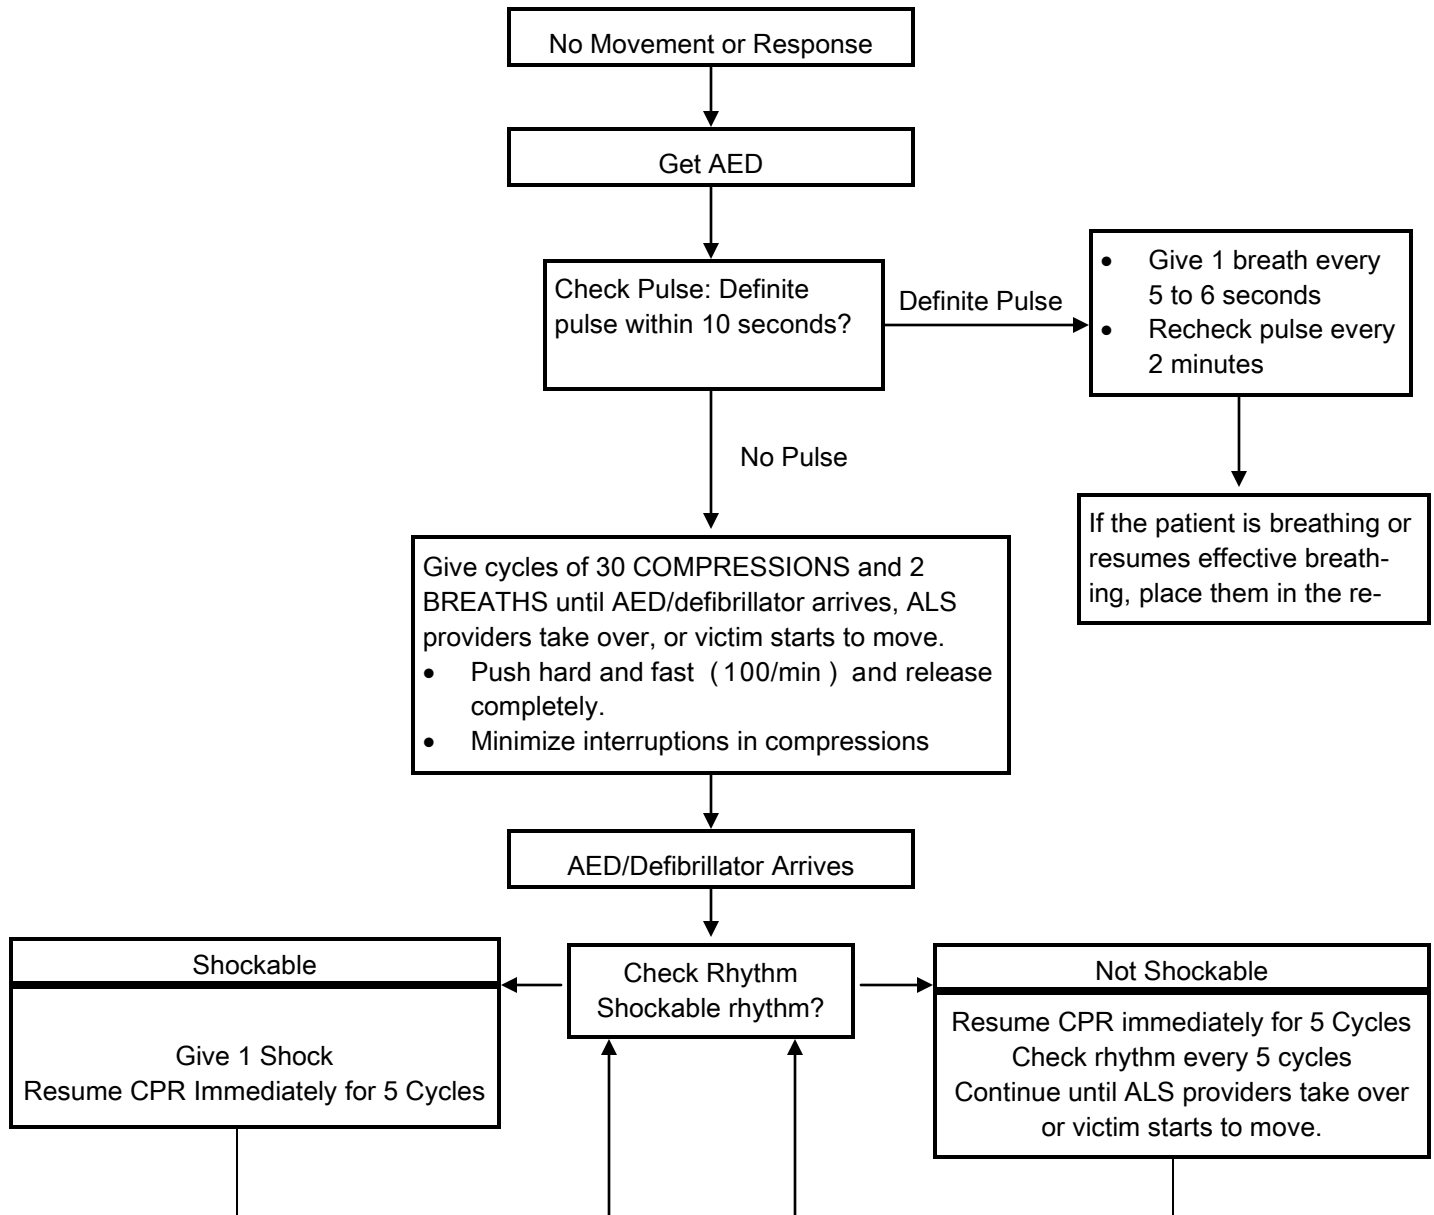 No Movement or Response
Get AED
Check Pulse: Definite
pulse within 10 seconds?
Definite Pulse
• Give 1 breath every
5 to 6 seconds
• Recheck pulse every
2 minutes
No Pulse
If the patient is breathing or
resumes effective breath-
ing, place them in the re-
Give cycles of 30 COMPRESSIONS and 2
BREATHS until AED/defibrillator arrives, ALS
providers take over, or victim starts to move.
• Push hard and fast (100/min) and release
completely.
• Minimize interruptions in compressions
AED/Defibrillator Arrives
Check Rhythm
Shockable rhythm?
Shockable
Give 1 Shock
Resume CPR Immediately for 5 Cycles
Not Shockable
Resume CPR immediately for 5 Cycles
Check rhythm every 5 cycles
Continue until ALS providers take over
or victim starts to move.